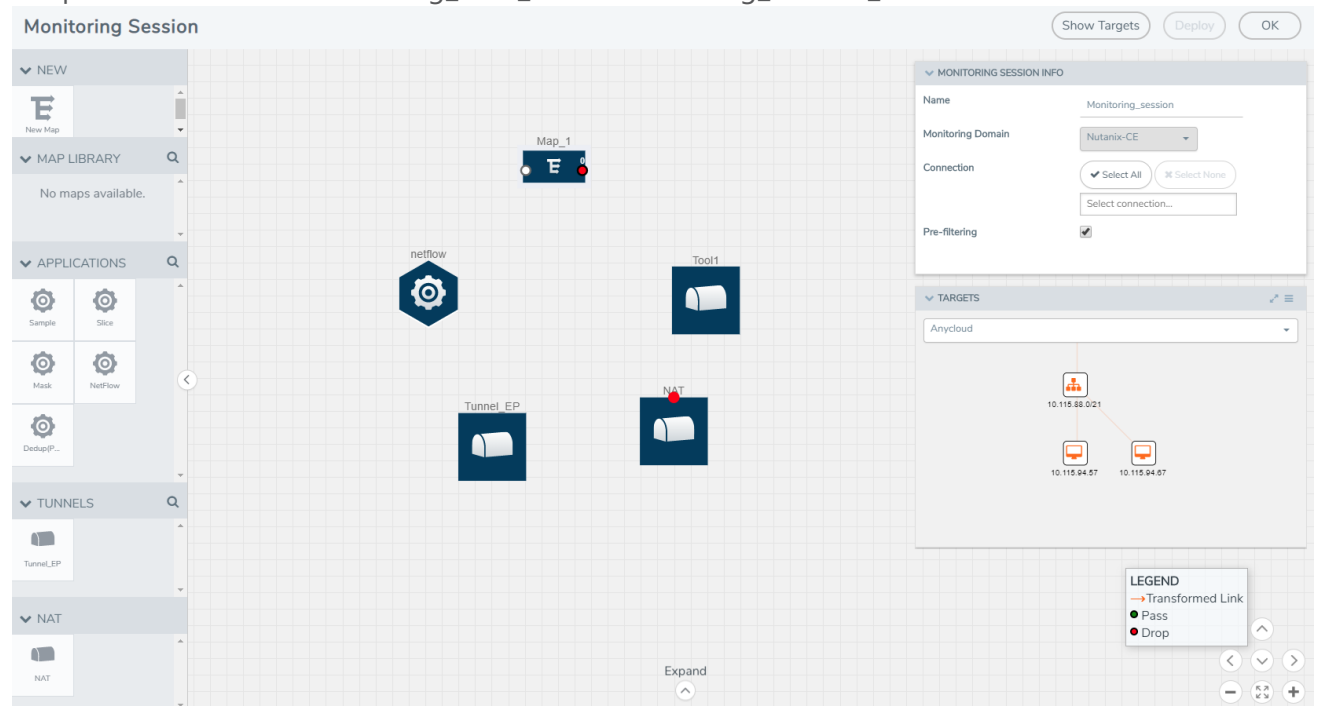 Monitoring Session
Show Targets
Deploy
OK
NEW
New Map
MAP LIBRARY
No maps available.
APPLICATIONS
Sample
Slice
Mask
NetFlow
Dedup(P...
TUNNELS
Tunnel_EP
NAT
NAT
Map_1
0
netflow
Tool1
Tunnel_EP
NAT
Expand
MONITORING SESSION INFO
Name
Monitoring_session
Monitoring Domain
Nutanix-CE
Connection
Select All
Select None
Select connection...
Pre-filtering
TARGETS
Anycloud
10.115.88.0/21
10.115.94.57
10.115.94.67
LEGEND
Transformed Link
Pass
Drop